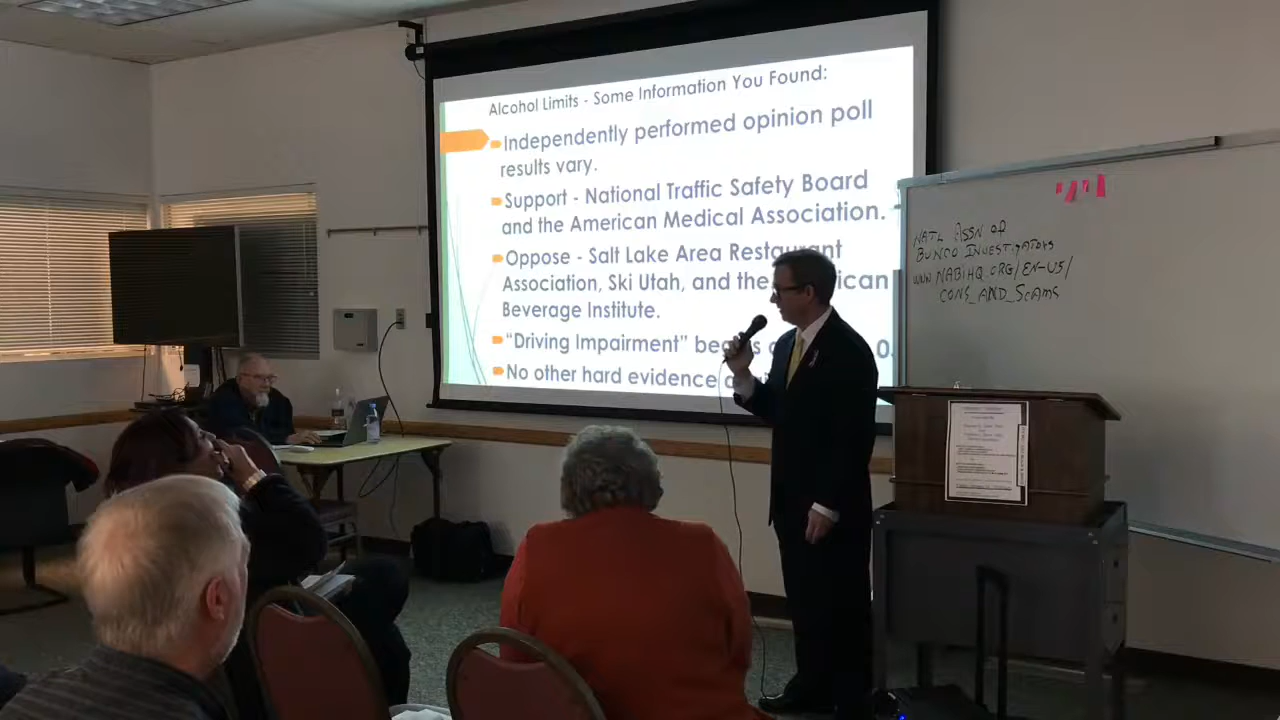 Alcohol Limits - Some Information You Found:
Independently performed opinion poll
results vary.
Support - National Traffic Safety Board
and the American Medical Association.
Oppose - Salt Lake Area Restaurant
Association, Ski Utah, and the
Beverage Institute.
“Driving Impairment” 0.
No other hard evidence
NATL ASSN OF
BUNCO INVESTIGATORS
WWW.NABIHQ.ORG/EN-US/
CONS_AND_SCAMS